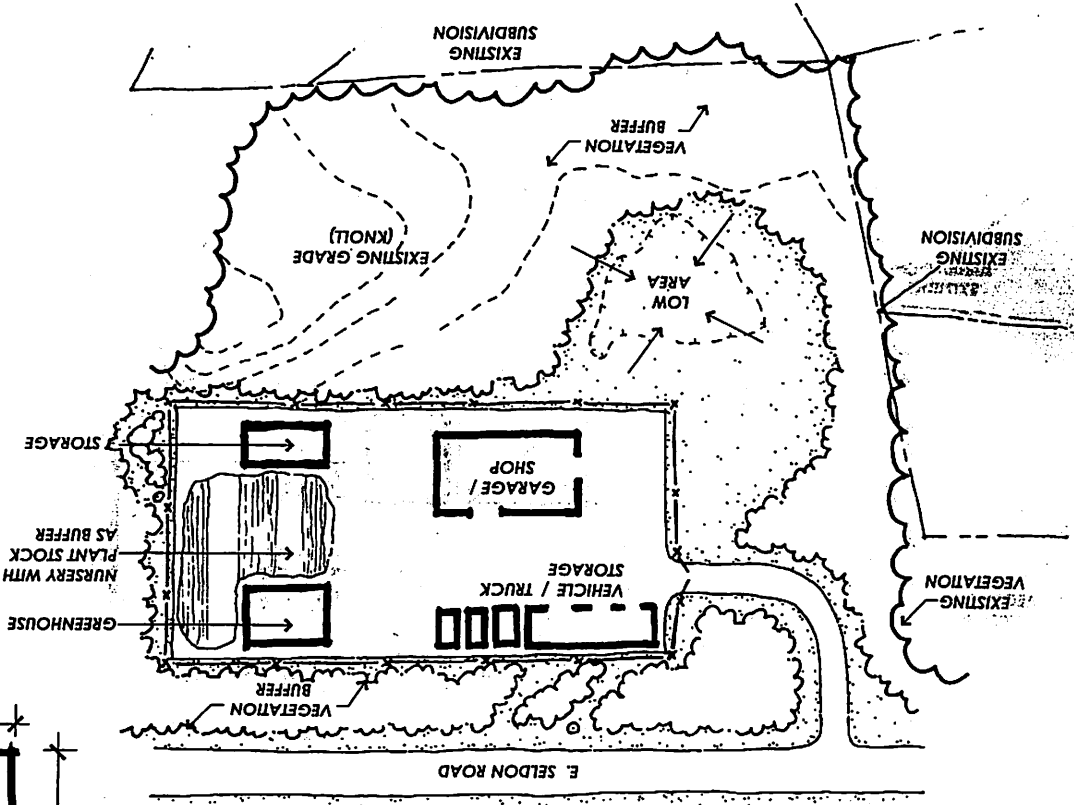 E. SELDON ROAD
VEGETATION
BUFFER
EXISTING
VEGETATION
VEHICLE / TRUCK
STORAGE
GREENHOUSE
NURSERY WITH
PLANT STOCK
AS BUFFER
GARAGE /
SHOP
STORAGE
LOW
AREA
EXISTING
SUBDIVISION
EXISTING GRADE
(KNOLL)
VEGETATION
BUFFER
EXISTING
SUBDIVISION